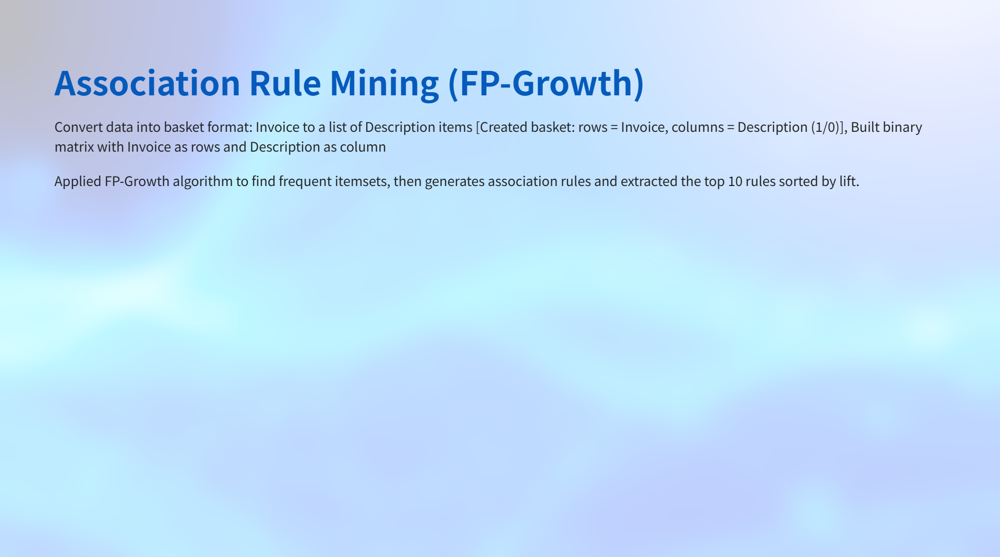 Association Rule Mining (FP-Growth)
Convert data into basket format: Invoice to a list of Description items [Created basket: rows = Invoice, columns = Description (1/0)], Built binary
matrix with Invoice as rows and Description as column
Applied FP-Growth algorithm to find frequent itemsets, then generates association rules and extracted the top 10 rules sorted by lift.